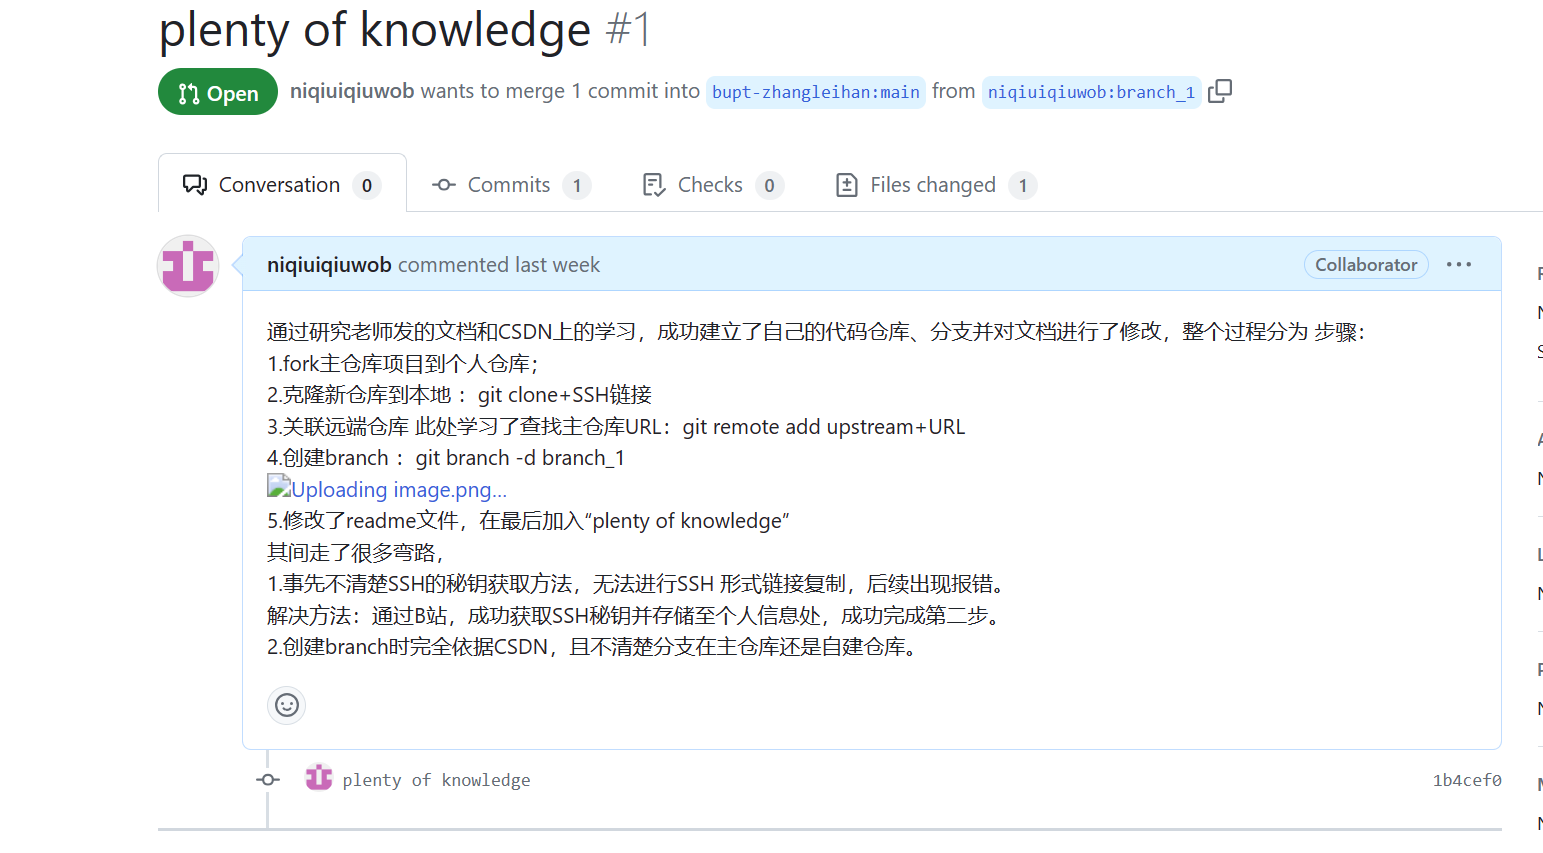 plenty of knowledge #1
Open niqiuiqiuwob wants to merge 1 commit into bupt-zhangleihan:main from niqiuiqiuwob:branch_1
Conversation 0 Commits 1 Checks 0 Files changed 1
niqiuiqiuwob commented last week Collaborator
通过研究老师发的文档和CSDN上的学习，成功建立了自己的代码仓库、分支并对文档进行了修改，整个过程分为 步骤：
1.fork主仓库项目到个人仓库；
2.克隆新仓库到本地： git clone+SSH链接
3.关联远端仓库 此处学习了查找主仓库URL：git remote add upstream+URL
4.创建branch： git branch -d branch_1
Uploading image.png...
5.修改了readme文件，在最后加入“plenty of knowledge”
其间走了很多弯路，
1.事先不清楚SSH的秘钥获取方法，无法进行SSH 形式链接复制，后续出现报错。
解决方法：通过B站，成功获取SSH秘钥并存储至个人信息处，成功完成第二步。
2.创建branch时完全依据CSDN，且不清楚分支在主仓库还是自建仓库。
plenty of knowledge 1b4cef0